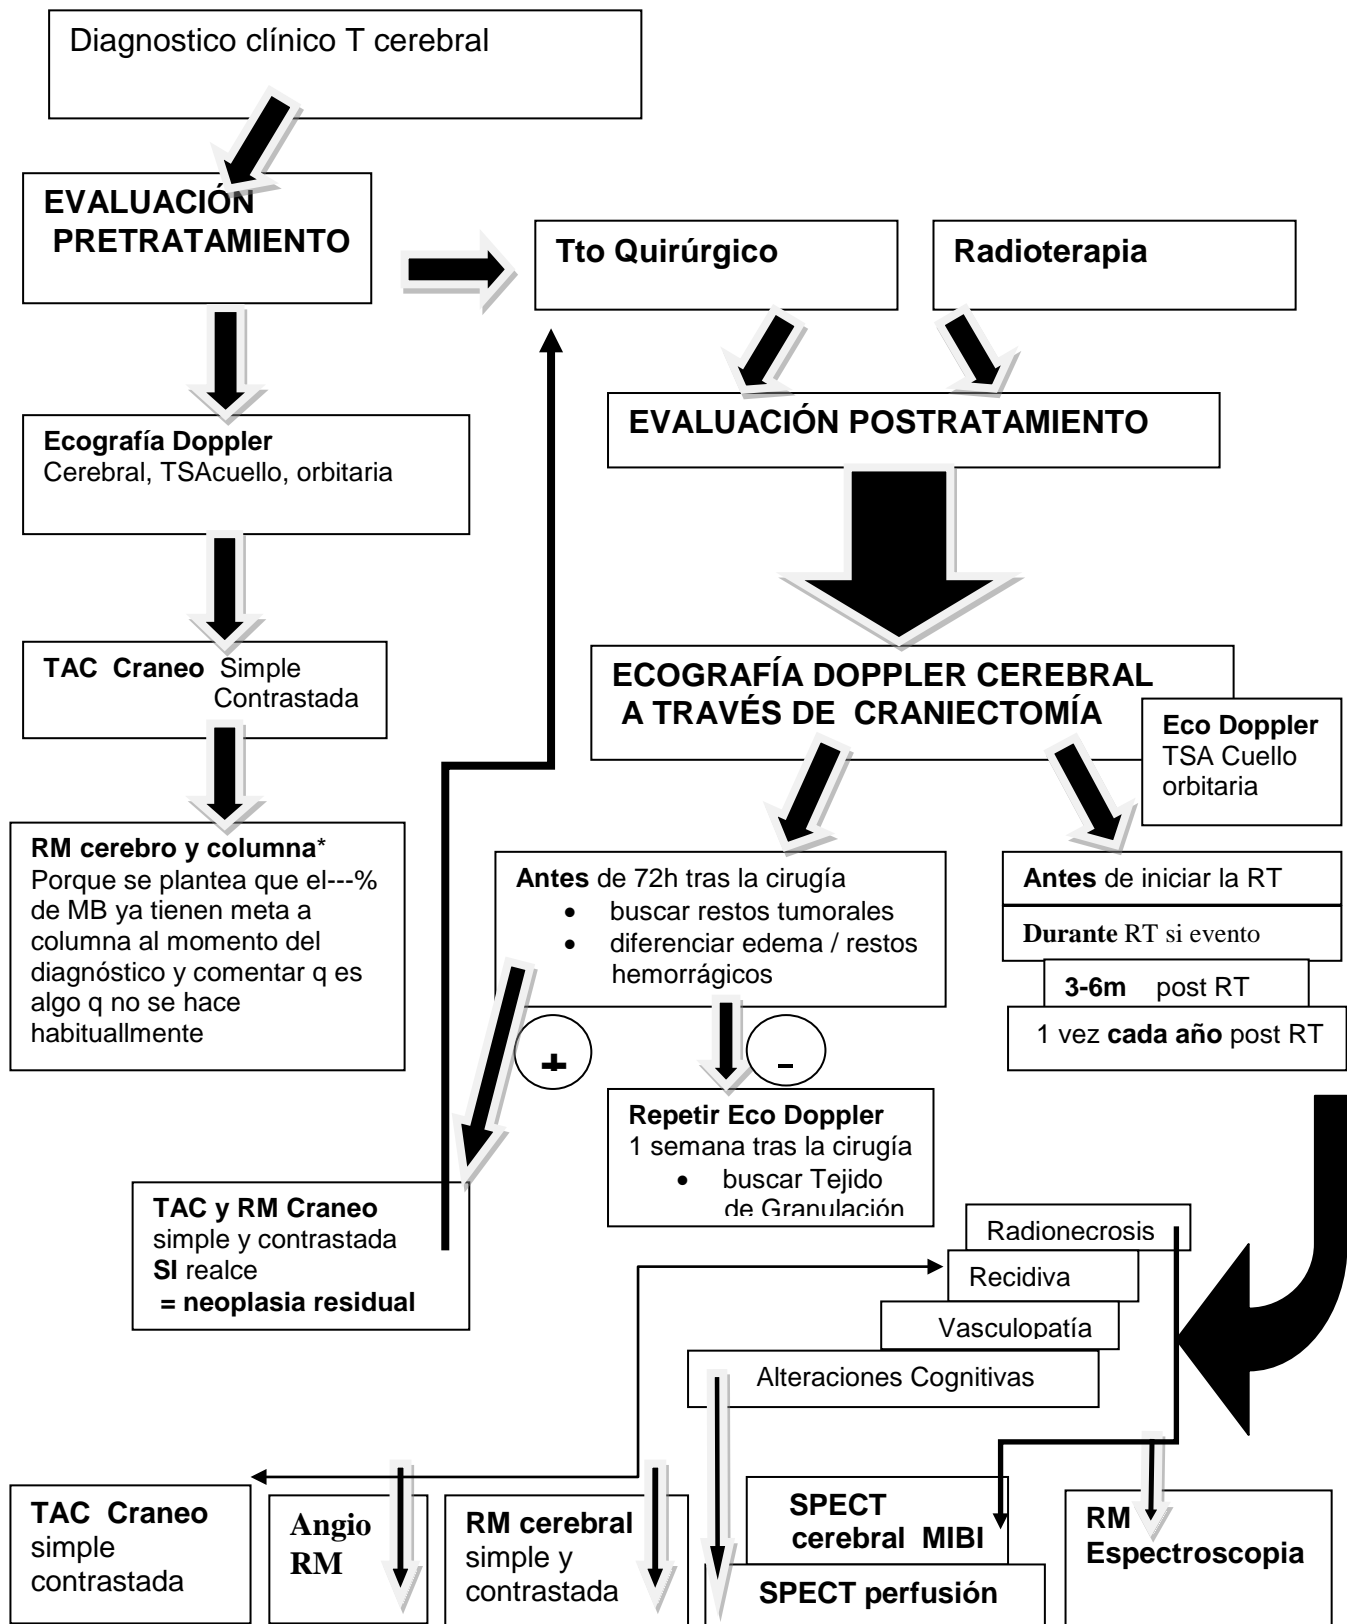 Diagnostico clínico T cerebral
EVALUACIÓN
PRETRATAMIENTO
Tto Quirúrgico
Radioterapia
EVALUACIÓN POSTRATAMIENTO
Ecografía Doppler
Cerebral, TSAcuello, orbitaria
TAC Craneo Simple
Contrastada
ECOGRAFÍA DOPPLER CEREBRAL
A TRAVÉS DE CRANIECTOMÍA
Eco Doppler
TSA Cuello
orbitaria
RM cerebro y columna*
Porque se plantea que el---%
de MB ya tienen meta a
columna al momento del
diagnóstico y comentar q es
algo q no se hace
habituallmente
Antes de 72h tras la cirugía
• buscar restos tumorales
• diferenciar edema / restos
hemorrágicos
Antes de iniciar la RT
Durante RT si evento
3-6m post RT
1 vez cada año post RT
+
-
Repetir Eco Doppler
1 semana tras la cirugía
• buscar Tejido
de Granulación
TAC y RM Craneo
simple y contrastada
SI realce
= neoplasia residual
Radionecrosis
Recidiva
Vasculopatía
Alteraciones Cognitivas
TAC Craneo
simple
contrastada
Angio
RM
RM cerebral
simple y
contrastada
SPECT
cerebral MIBI
SPECT perfusión
RM
Espectroscopia